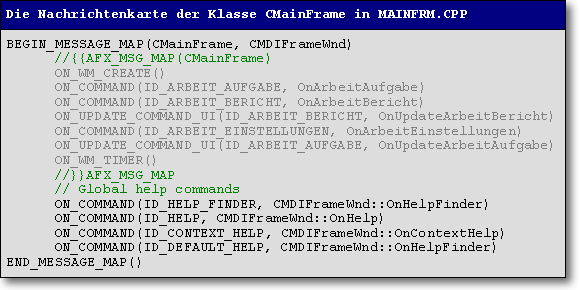 Die Nachrichtenkarte der Klasse CMainFrame in MAINFRM.CPP
BEGIN_MESSAGE_MAP(CMainFrame, CMDIFrameWnd)
//{{AFX_MSG_MAP(CMainFrame)
ON_WM_CREATE()
ON_COMMAND(ID_ARBEIT_AUFGABE, OnArbeitAufgabe)
ON_COMMAND(ID_ARBEIT_BERICHT, OnArbeitBericht)
ON_UPDATE_COMMAND_UI(ID_ARBEIT_BERICHT, OnUpdateArbeitBericht)
ON_COMMAND(ID_ARBEIT_EINSTELLUNGEN, OnArbeitEinstellungen)
ON_UPDATE_COMMAND_UI(ID_ARBEIT_AUFGABE, OnUpdateArbeitAufgabe)
ON_WM_TIMER()
//}}AFX_MSG_MAP
// Global help commands
ON_COMMAND(ID_HELP_FINDER, CMDIFrameWnd::OnHelpFinder)
ON_COMMAND(ID_HELP, CMDIFrameWnd::OnHelp)
ON_COMMAND(ID_CONTEXT_HELP, CMDIFrameWnd::OnContextHelp)
ON_COMMAND(ID_DEFAULT_HELP, CMDIFrameWnd::OnHelpFinder)
END_MESSAGE_MAP()